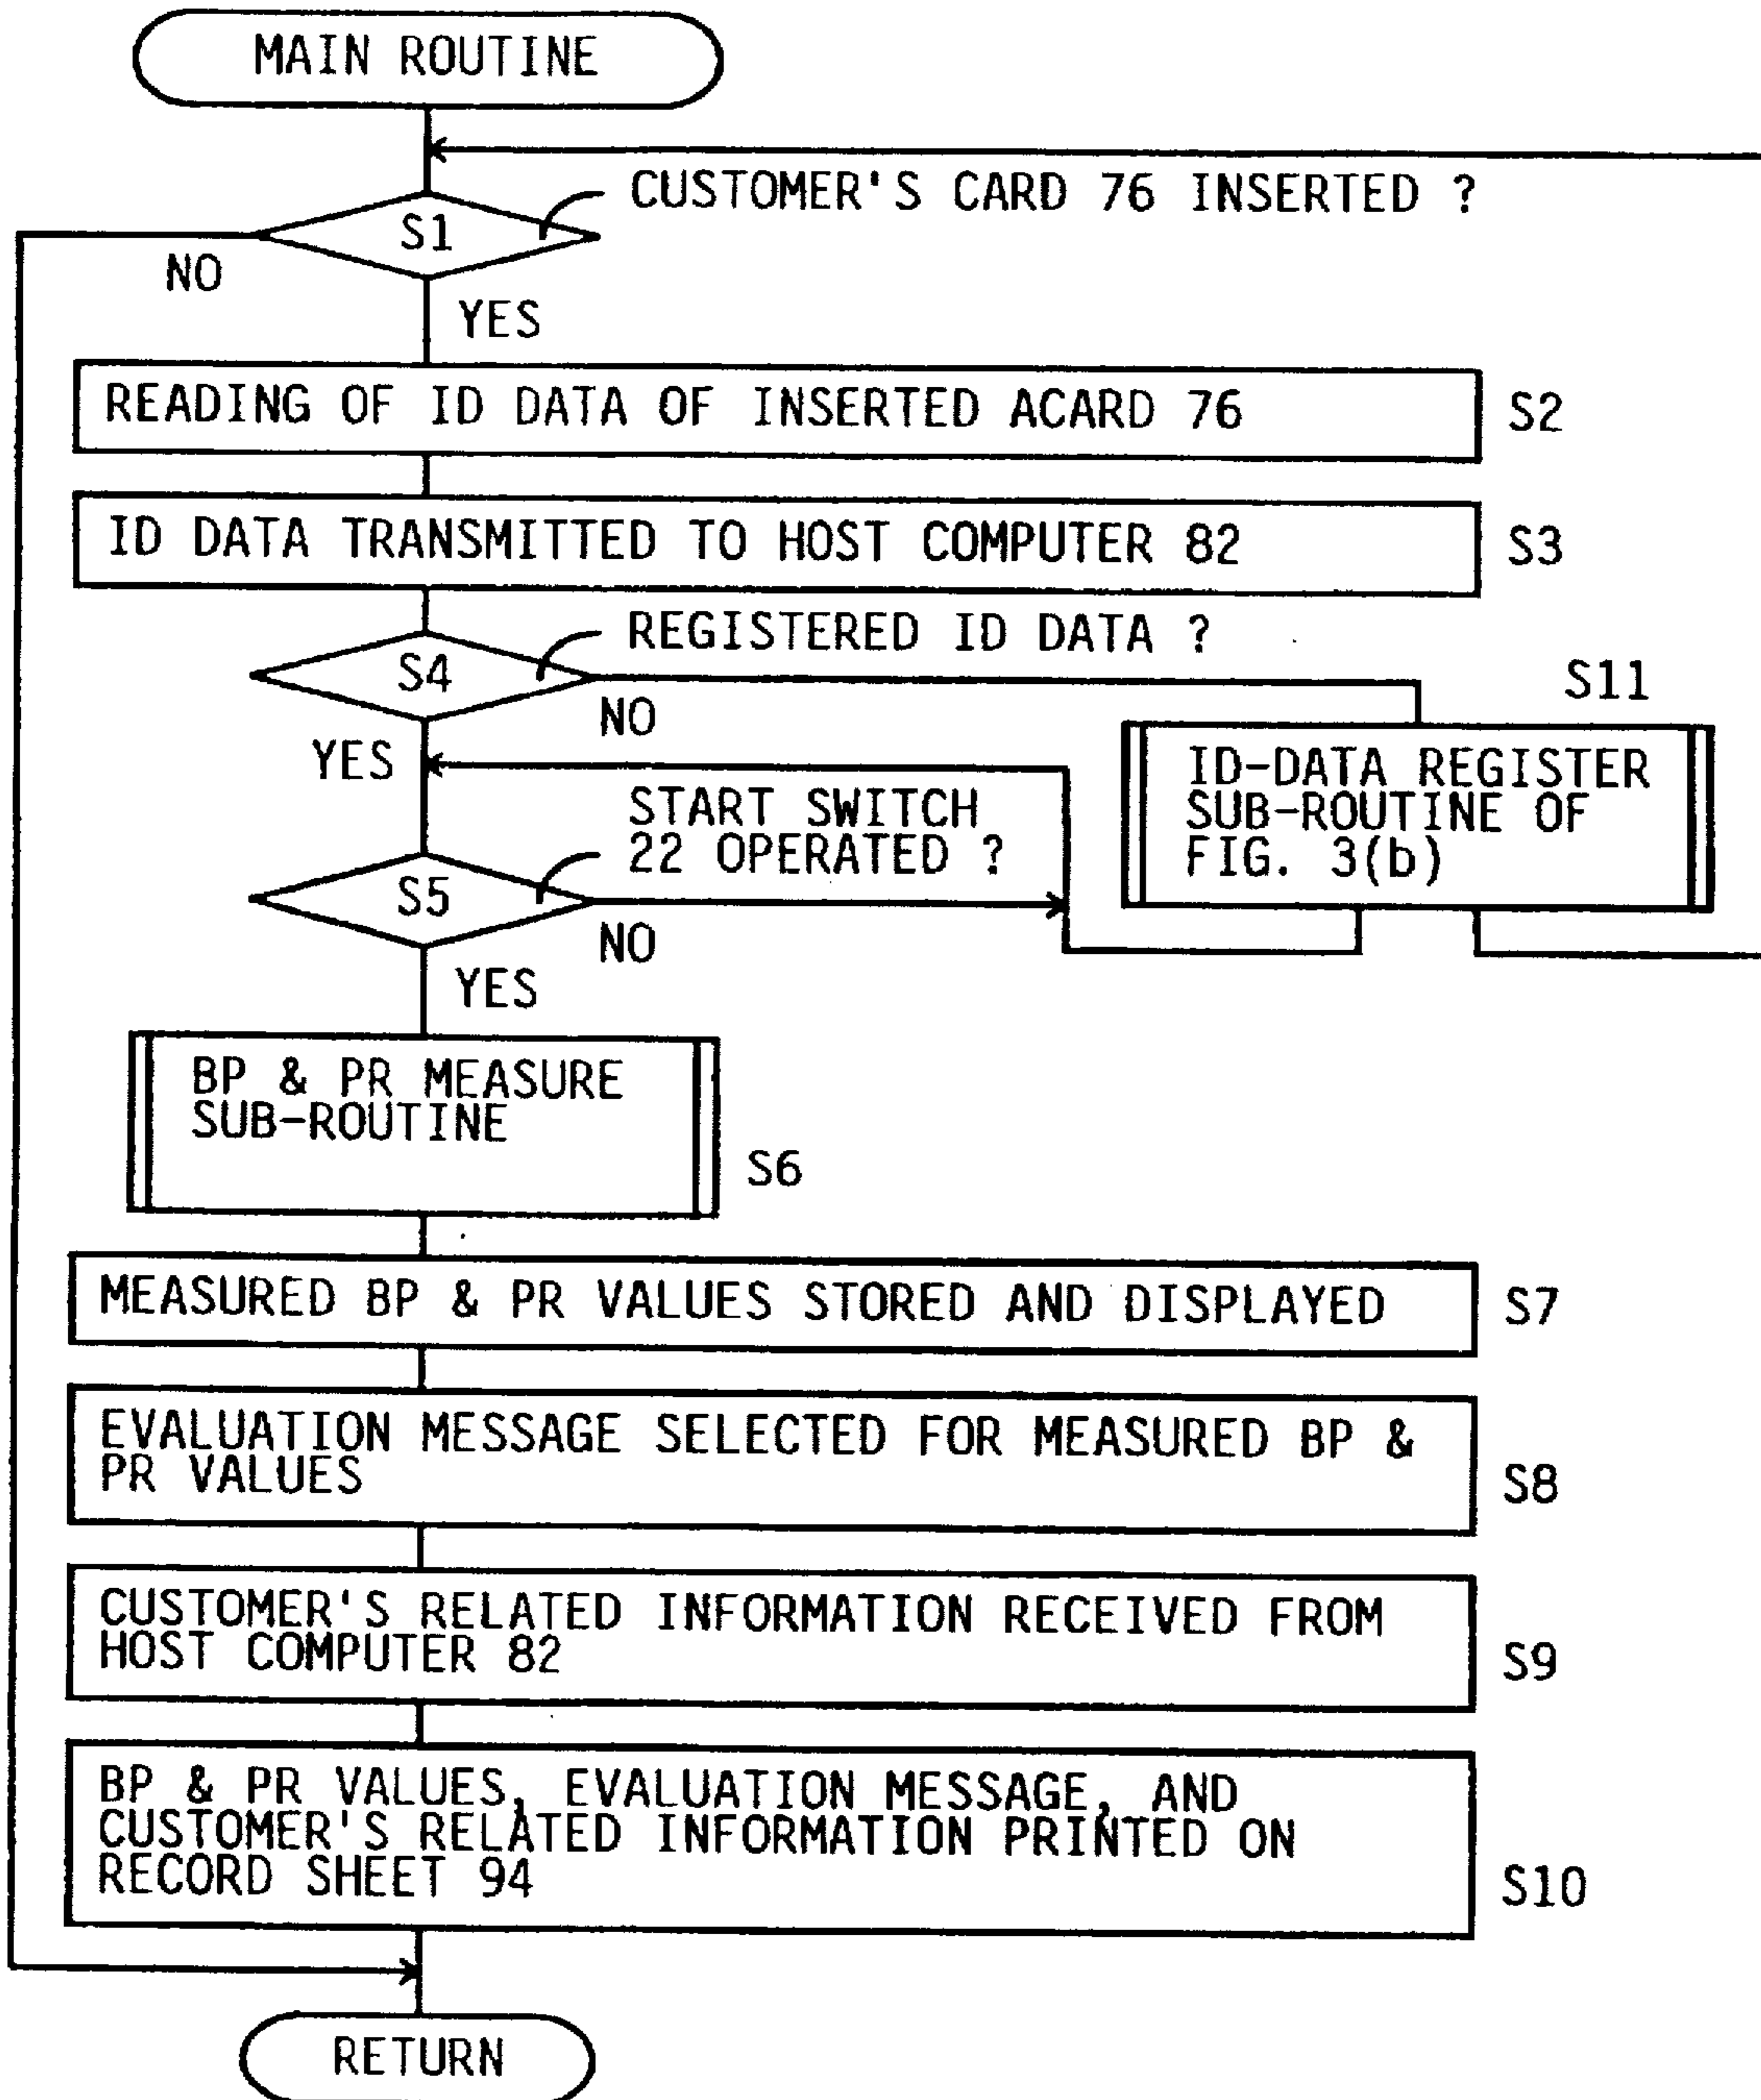 MAIN ROUTINE
CUSTOMER'S CARD 76 INSERTED ?
S1
NO
YES
READING OF ID DATA OF INSERTED ACARD 76
S2
ID DATA TRANSMITTED TO HOST COMPUTER 82
S3
REGISTERED ID DATA ?
S4
NO
S11
YES
ID-DATA REGISTER
SUB-ROUTINE OF
FIG. 3(b)
START SWITCH
22 OPERATED ?
S5
NO
YES
BP & PR MEASURE
SUB-ROUTINE
S6
MEASURED BP & PR VALUES STORED AND DISPLAYED
S7
EVALUATION MESSAGE SELECTED FOR MEASURED BP &
PR VALUES
S8
CUSTOMER'S RELATED INFORMATION RECEIVED FROM
HOST COMPUTER 82
S9
BP & PR VALUES, EVALUATION MESSAGE, AND
CUSTOMER'S RELATED INFORMATION PRINTED ON
RECORD SHEET 94
S10
RETURN